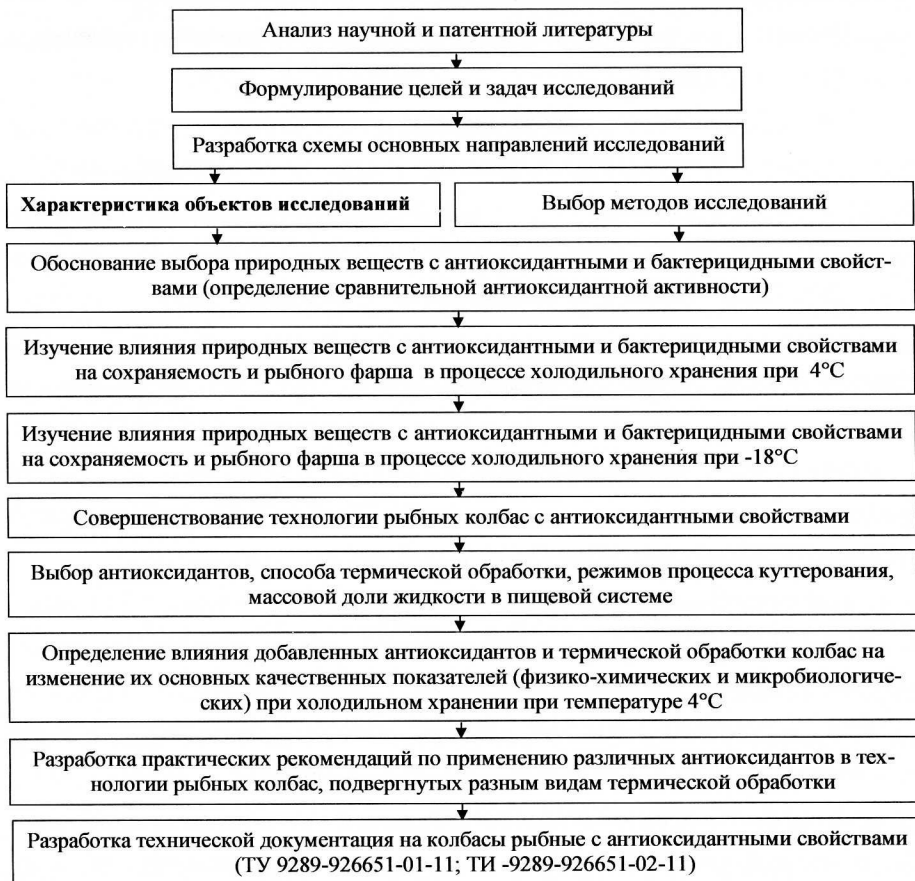 Анализ научной и патентной литературы
Формулирование целей и задач исследований
Разработка схемы основных направлений исследований
Характеристика объектов исследований
Выбор методов исследований
Обоснование выбора природных веществ с антиоксидантными и бактерицидными свойст-
вами (определение сравнительной антиоксидантной активности)
Изучение влияния природных веществ с антиоксидантными и бактерицидными свойствами
на сохраняемость и рыбного фарша в процессе холодильного хранения при 4°С
Изучение влияния природных веществ с антиоксидантными и бактерицидными свойствами
на сохраняемость и рыбного фарша в процессе холодильного хранения при -18°С
Совершенствование технологии рыбных колбас с антиоксидантными свойствами
Выбор антиоксидантов, способа термической обработки, режимов процесса куттерования,
массовой доли жидкости в пищевой системе
Определение влияния добавленных антиоксидантов и термической обработки колбас на
изменение их основных качественных показателей (физико-химических и микробиологиче-
ских) при холодильном хранении при температуре 4°С
Разработка практических рекомендаций по применению различных антиоксидантов в тех-
нологии рыбных колбас, подвергнутых разным видам термической обработки
Разработка технической документация на колбасы рыбные с антиоксидантными свойствами
(ТУ 9289-926651-01-11; ТИ -9289-926651-02-11)